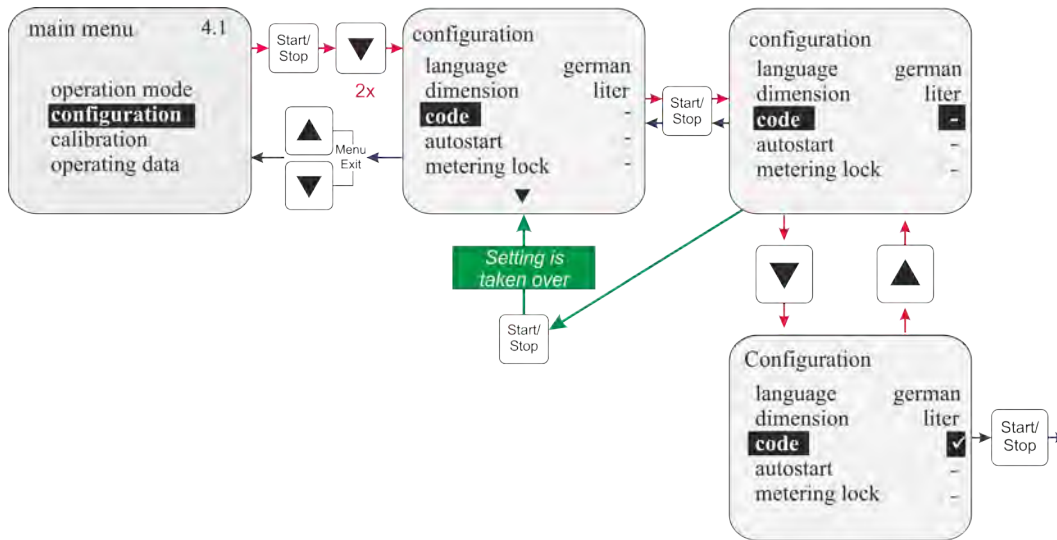 main menu 4.1
operation mode
configuration
calibration
operating data
Start/
Stop
2x
Menu
Exit
configuration
language german
dimension liter
code -
autostart -
metering lock -
Start/
Stop
configuration
language german
dimension liter
code -
autostart -
metering lock -
Setting is
taken over
Start/
Stop
Configuration
language german
dimension liter
code ✓
autostart -
metering lock -
Start/
Stop